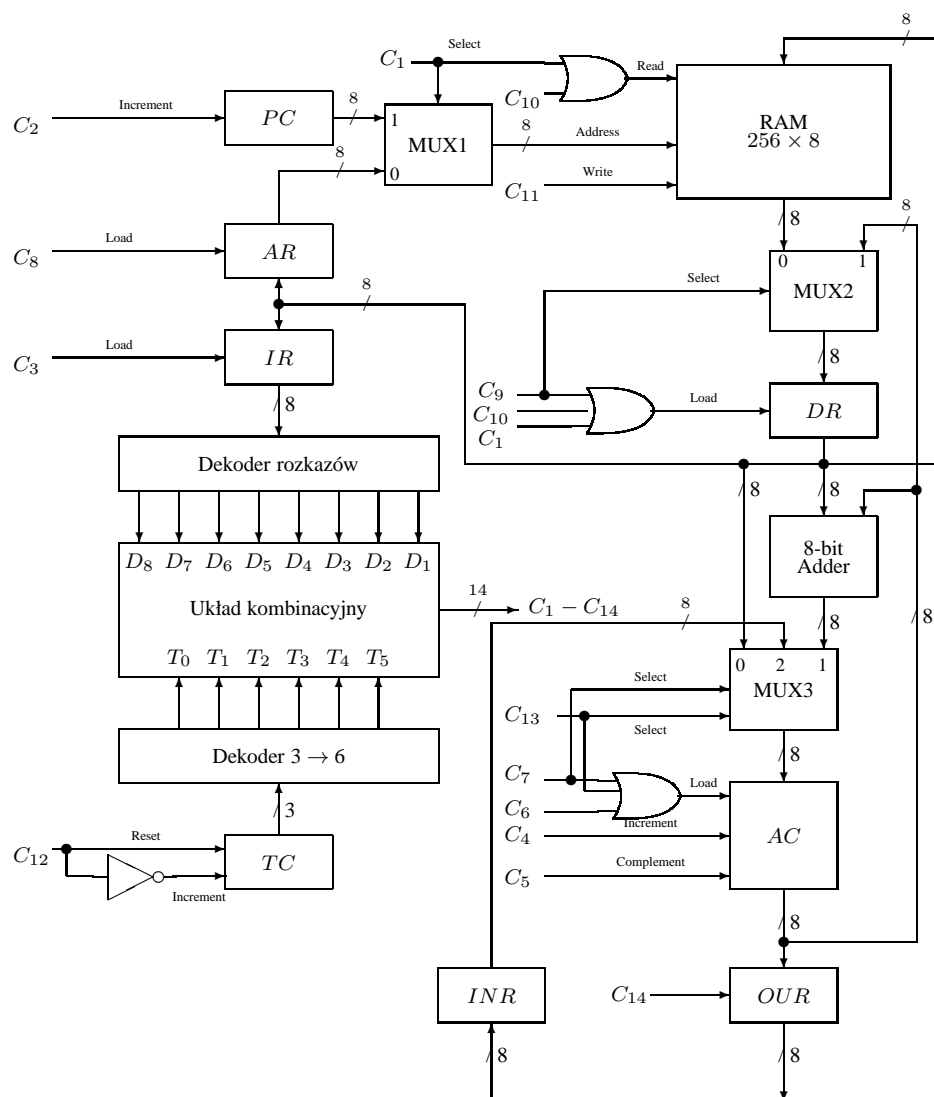 8
C1
Select
Read
C10
Increment
8
C2
PC
1
MUX1
0
8
8
Address
RAM
256 × 8
Write
C11
8
8
Load
C8
AR
0
1
MUX2
Select
8
Load
C3
IR
8
8
C9
C10
C1
Load
DR
Dekoder rozkazów
8
8
D8 D7 D6 D5 D4 D3 D2 D1
Układ kombinacyjny
14
C1 − C14
8-bit
Adder
8
8
8
T0 T1 T2 T3 T4 T5
0 2 1
MUX3
Select
C13
Select
Dekoder 3 → 6
8
C7
Load
C6
Increment
C4
AC
3
C12
Reset
TC
Increment
Complement
C5
8
INR
C14
OUR
8
8